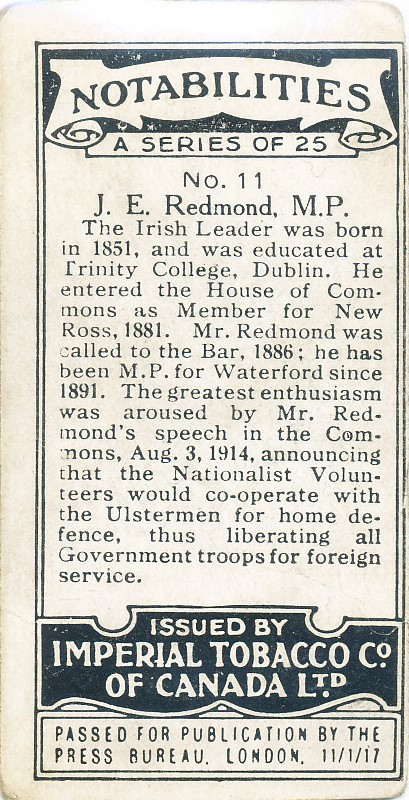 NOTABILITIES
A SERIES OF 25
No. 11
J. E. Redmond, M.P.
The Irish Leader was born
in 1851, and was educated at
Trinity College, Dublin. He
entered the House of Com-
mons as Member for New
Ross, 1881. Mr. Redmond was
called to the Bar, 1886; he has
been M.P. for Waterford since
1891. The greatest enthusiasm
was aroused by Mr. Red-
mond's speech in the Com-
mons, Aug. 3, 1914, announcing
that the Nationalist Volun-
teers would co-operate with
the Ulstermen for home de-
fence, thus liberating all
Government troops for foreign
service.
ISSUED BY
IMPERIAL TOBACCO CO.
OF CANADA LTD
PASSED FOR PUBLICATION BY THE
PRESS BUREAU, LONDON, 11/1/17